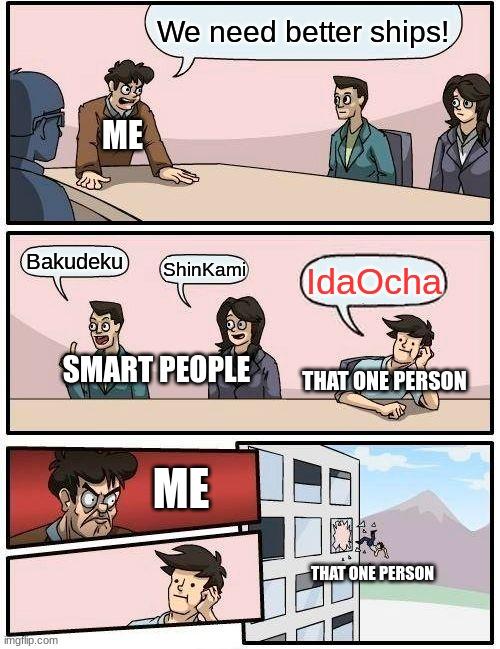 We need better ships!
ME
Bakudeku
ShinKami
IdaOcha
SMART PEOPLE
THAT ONE PERSON
ME
THAT ONE PERSON
imgflip.com